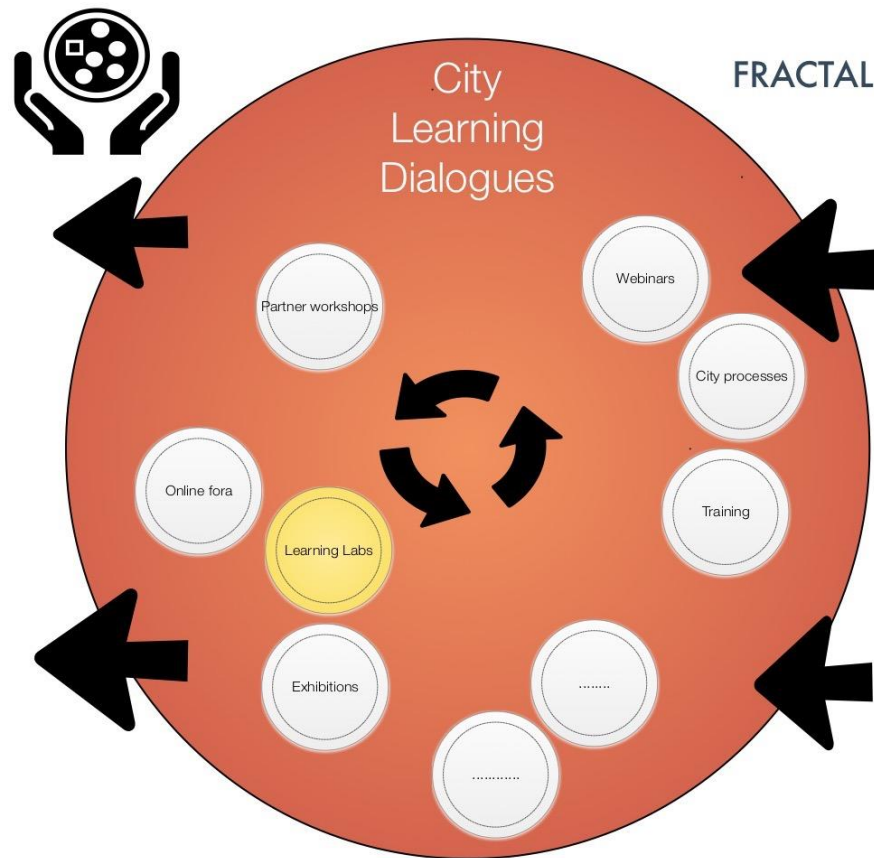 FRACTAL
City
Learning
Dialogues
Webinars
Partner workshops
City processes
Online fora
Training
Learning Labs
Exhibitions
........
............